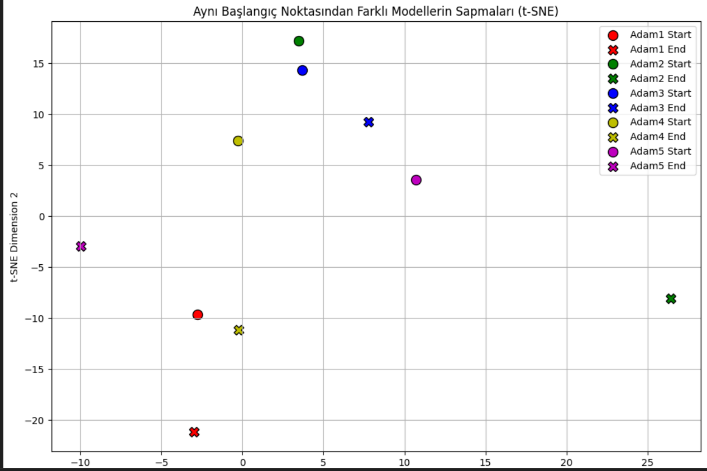 Aynı Başlangıç Noktasından Farklı Modellerin Sapmaları (t-SNE)
Adam1 Start
Adam1 End
Adam2 Start
Adam2 End
Adam3 Start
Adam3 End
Adam4 Start
Adam4 End
Adam5 Start
Adam5 End
t-SNE Dimension 2
15
10
5
0
−5
−10
−15
−20
−10 −5 0 5 10 15 20 25